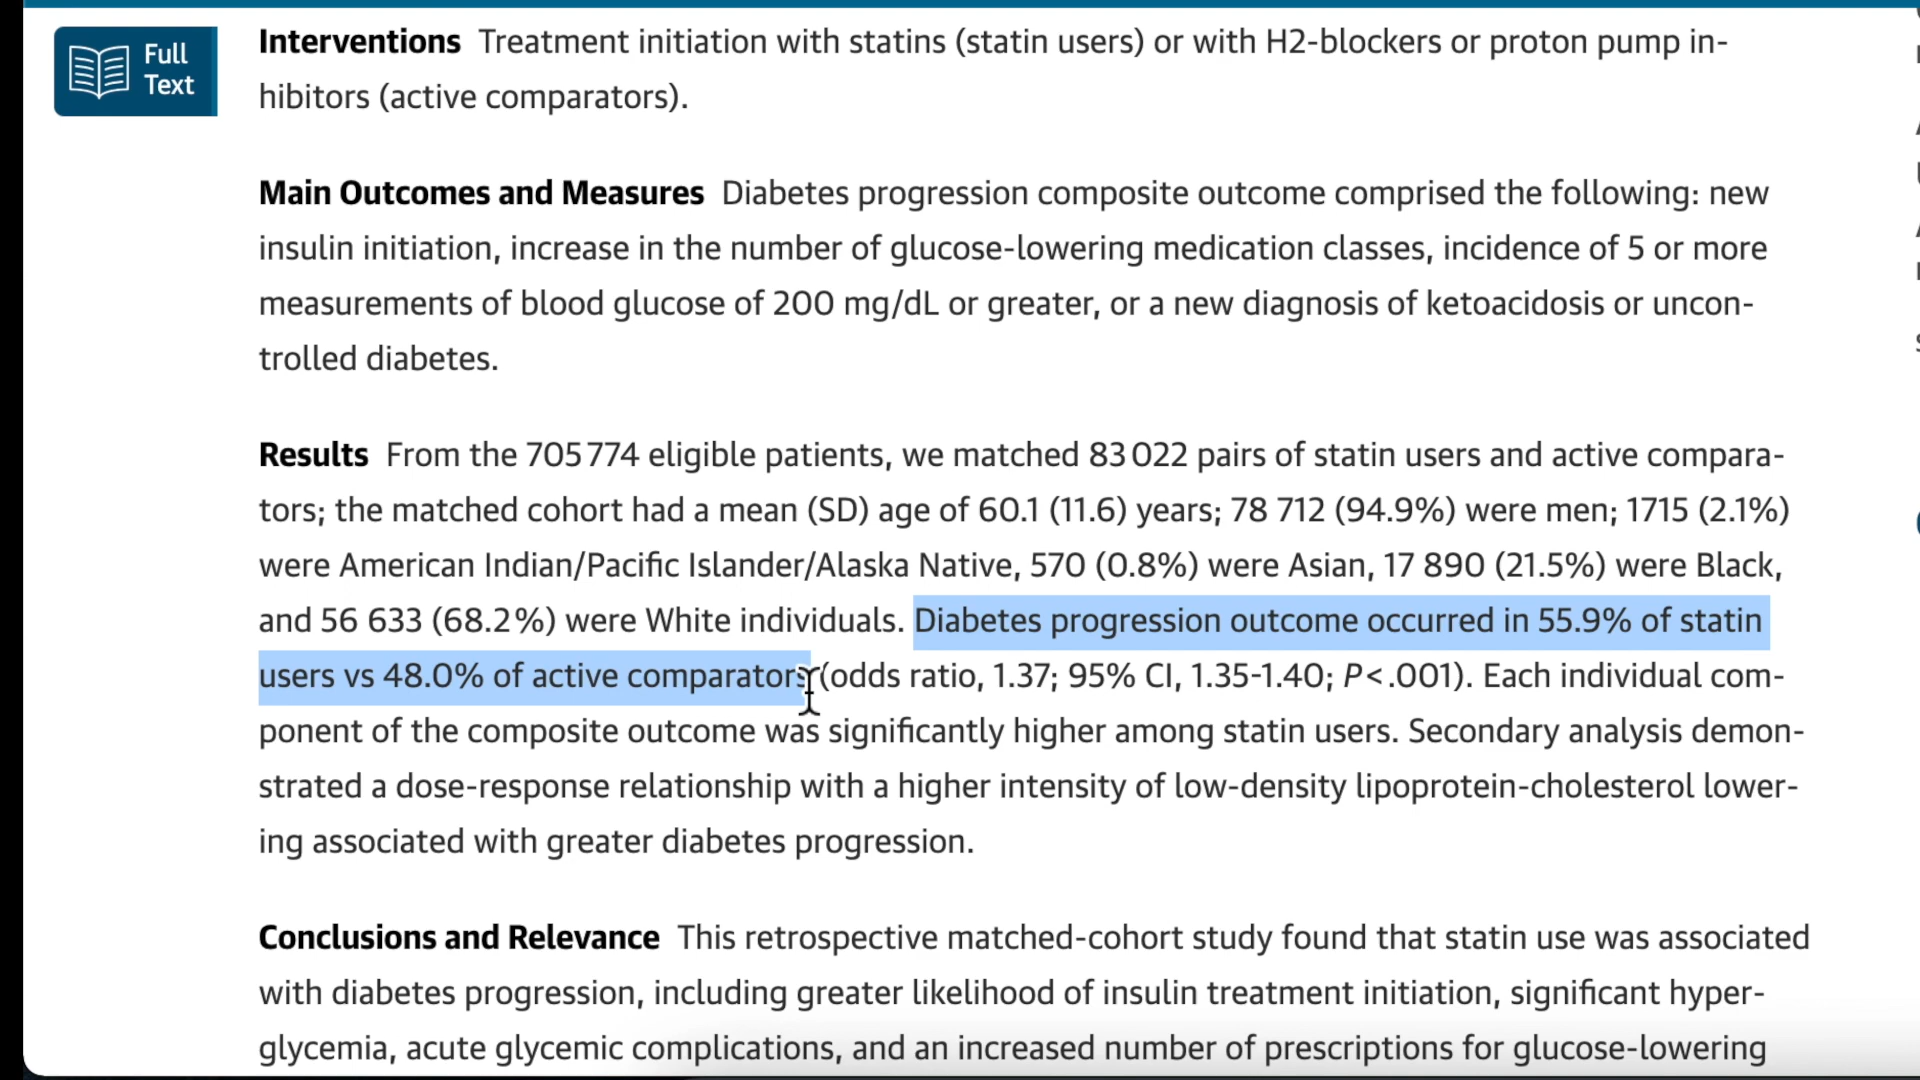 Full
Text
Interventions Treatment initiation with statins (statin users) or with H2-blockers or proton pump in-
hibitors (active comparators).
Main Outcomes and Measures Diabetes progression composite outcome comprised the following: new
insulin initiation, increase in the number of glucose-lowering medication classes, incidence of 5 or more
measurements of blood glucose of 200 mg/dL or greater, or a new diagnosis of ketoacidosis or uncon-
trolled diabetes.
Results From the 705 774 eligible patients, we matched 83 022 pairs of statin users and active compara-
tors; the matched cohort had a mean (SD) age of 60.1 (11.6) years; 78 712 (94.9%) were men; 1715 (2.1%)
were American Indian/Pacific Islander/Alaska Native, 570 (0.8%) were Asian, 17 890 (21.5%) were Black,
and 56 633 (68.2%) were White individuals. Diabetes progression outcome occurred in 55.9% of statin
users vs 48.0% of active comparators (odds ratio, 1.37; 95% CI, 1.35-1.40; P < .001). Each individual com-
ponent of the composite outcome was significantly higher among statin users. Secondary analysis demon-
strated a dose-response relationship with a higher intensity of low-density lipoprotein-cholesterol lower-
ing associated with greater diabetes progression.
Conclusions and Relevance This retrospective matched-cohort study found that statin use was associated
with diabetes progression, including greater likelihood of insulin treatment initiation, significant hyper-
glycemia, acute glycemic complications, and an increased number of prescriptions for glucose-lowering